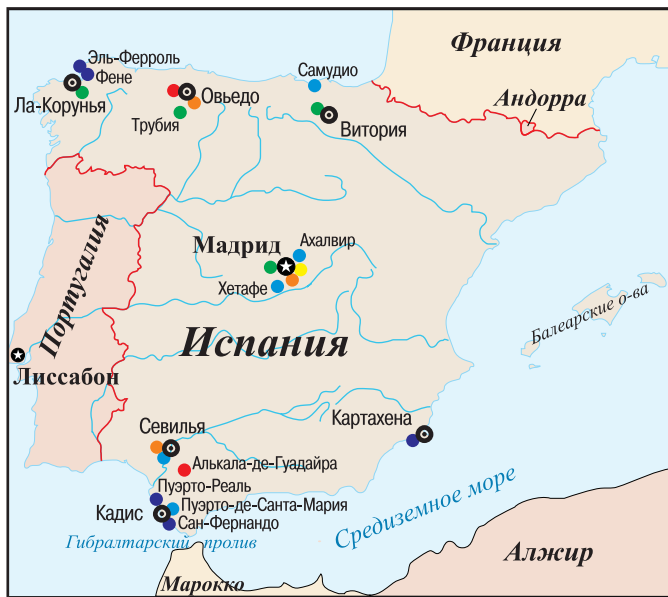 Эль-Ферроль
Фене
Ла-Корунья
Овьедо
Трубия
Самудио
Витория
Франция
Андорра
Мадрид
Ахалвир
Хетафе
Португалия
Испания
Балеарские о-ва
Лиссабон
Севилья
Картахена
Алькала-де-Гуадайра
Пуэрто-Реаль
Кадис
Пуэрто-де-Санта-Мария
Сан-Фернандо
Гибралтарский пролив
Средиземное море
Марокко
Алжир